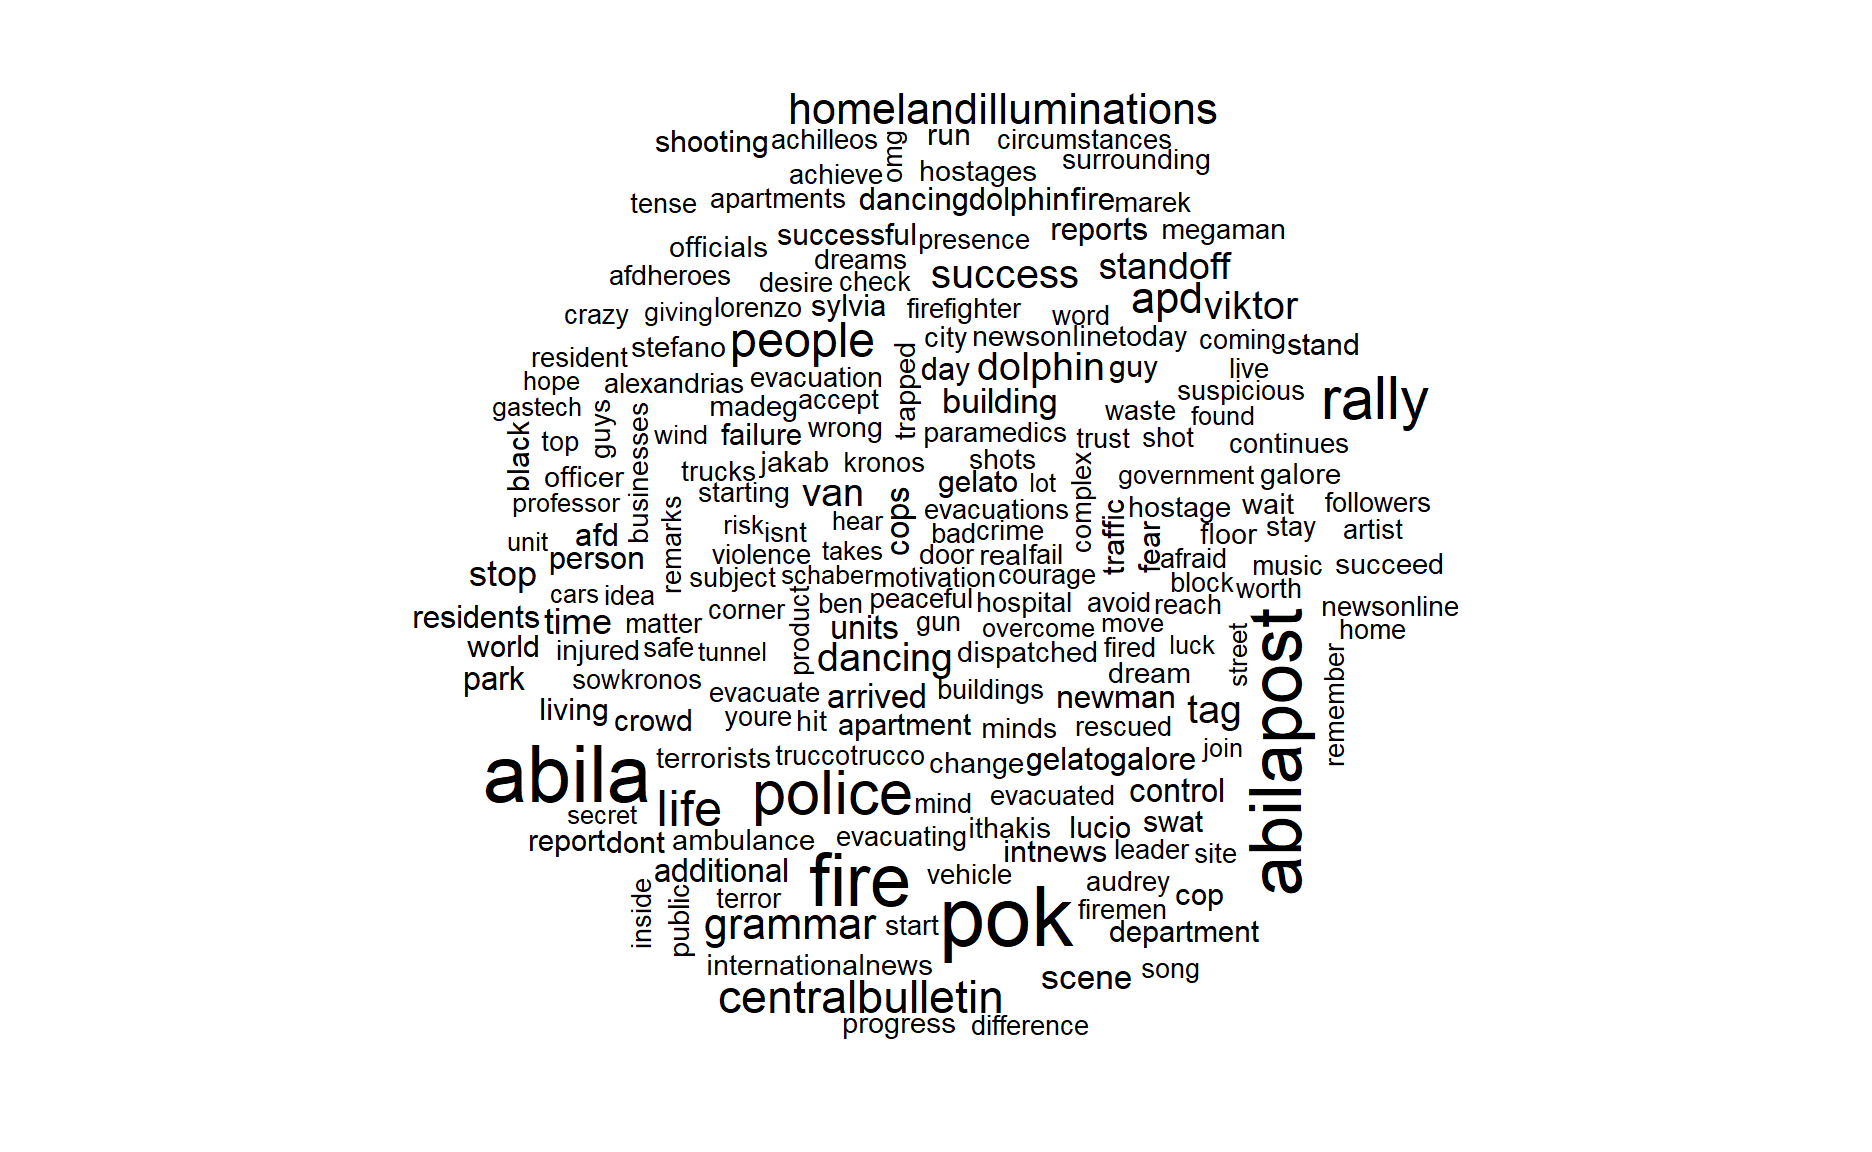 homelandilluminations
shooting achilleos omg run circumstances
achieve hostages surrounding
tense apartments dancingdolphinfire marek
officials successful presence reports megaman
dreams
afdheroes desire check success standoff
crazy giving lorenzo sylvia firefighter word apd viktor
resident stefano people city newsonlinetoday coming stand
hope alexandrias evacuation trapped day dolphin guy live
gastech guys businesses madeg accept building waste suspicious found rally
black top wind failure wrong paramedics trust shot continues
officer trucks jakab kronos shots complex government galore
professor remarks starting van cops gelato lot hostage wait followers
unit afd risk isnt hear evacuations bad crime traffic fear floor stay artist
person violence takes door real fail afraid music succeed
stop subject schaber motivation courage block worth
cars idea corner product ben peaceful hospital avoid reach abilapost newsonline
residents time matter units gun overcome move street home
world injured safe tunnel dancing dispatched fired luck remember
park sowkronos evacuate arrived buildings newman dream
living crowd youre hit apartment minds rescued tag
abila terrorists truccotrucco change gelatogalore join
secret life police mind evacuated control
report dont ambulance evacuating ithakis lucio swat
additional fire vehicle intnews leader site
inside public terror pok audrey cop
grammar start firemen department
internationalnews scene song
centralbulletin
progress difference